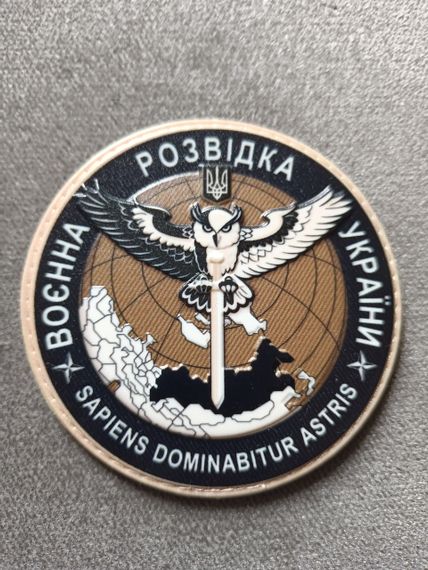 ВОЄННА РОЗВІДКА УКРАЇНИ
SAPIENS DOMINABITUR ASTRIS